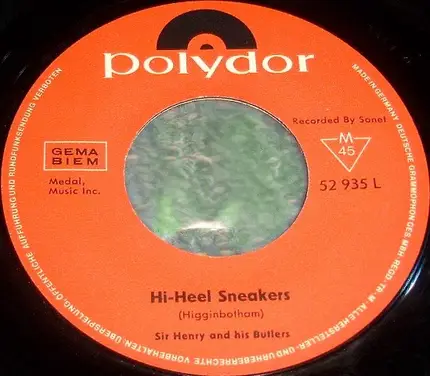 polydor
Recorded By Sonet
GEMA
BIEM
Medal,
Music Inc.
M
45
52 935 L
Hi-Heel Sneakers
(Higginbotham)
Sir Henry and his Butlers
MADE IN GERMANY · DEUTSCHE GRAMMOPHON GES. MBH REGD. TR. M. ALLE HERSTELLER- UND URHEBERRECHTE VORBEHALTEN · ÜBERSPIELUNG, ÖFFENTLICHE AUFFÜHRUNG UND RUNDFUNKSENDUNG VERBOTEN